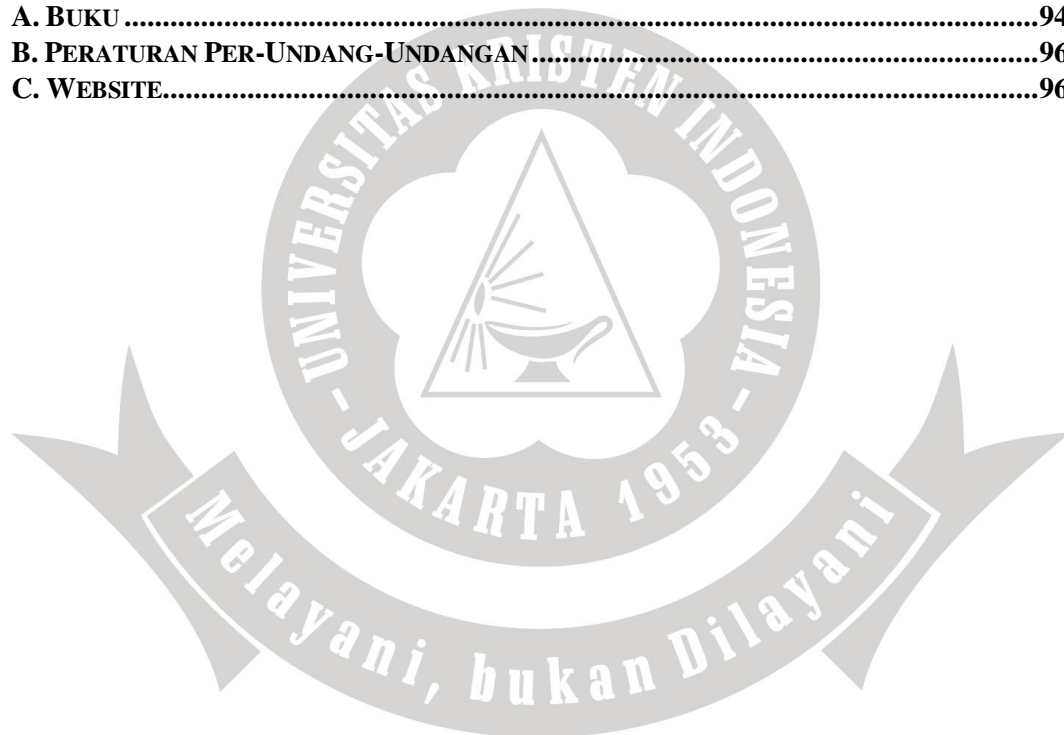 A. BUKU ........................................................................................................94
B. PERATURAN PER-UNDANG-UNDANGAN ........................................................96
C. WEBSITE...................................................................................................96
UNIVERSITAS KRISTEN INDONESIA
- JAKARTA 1953 -
Melayani, bukan Dilayani